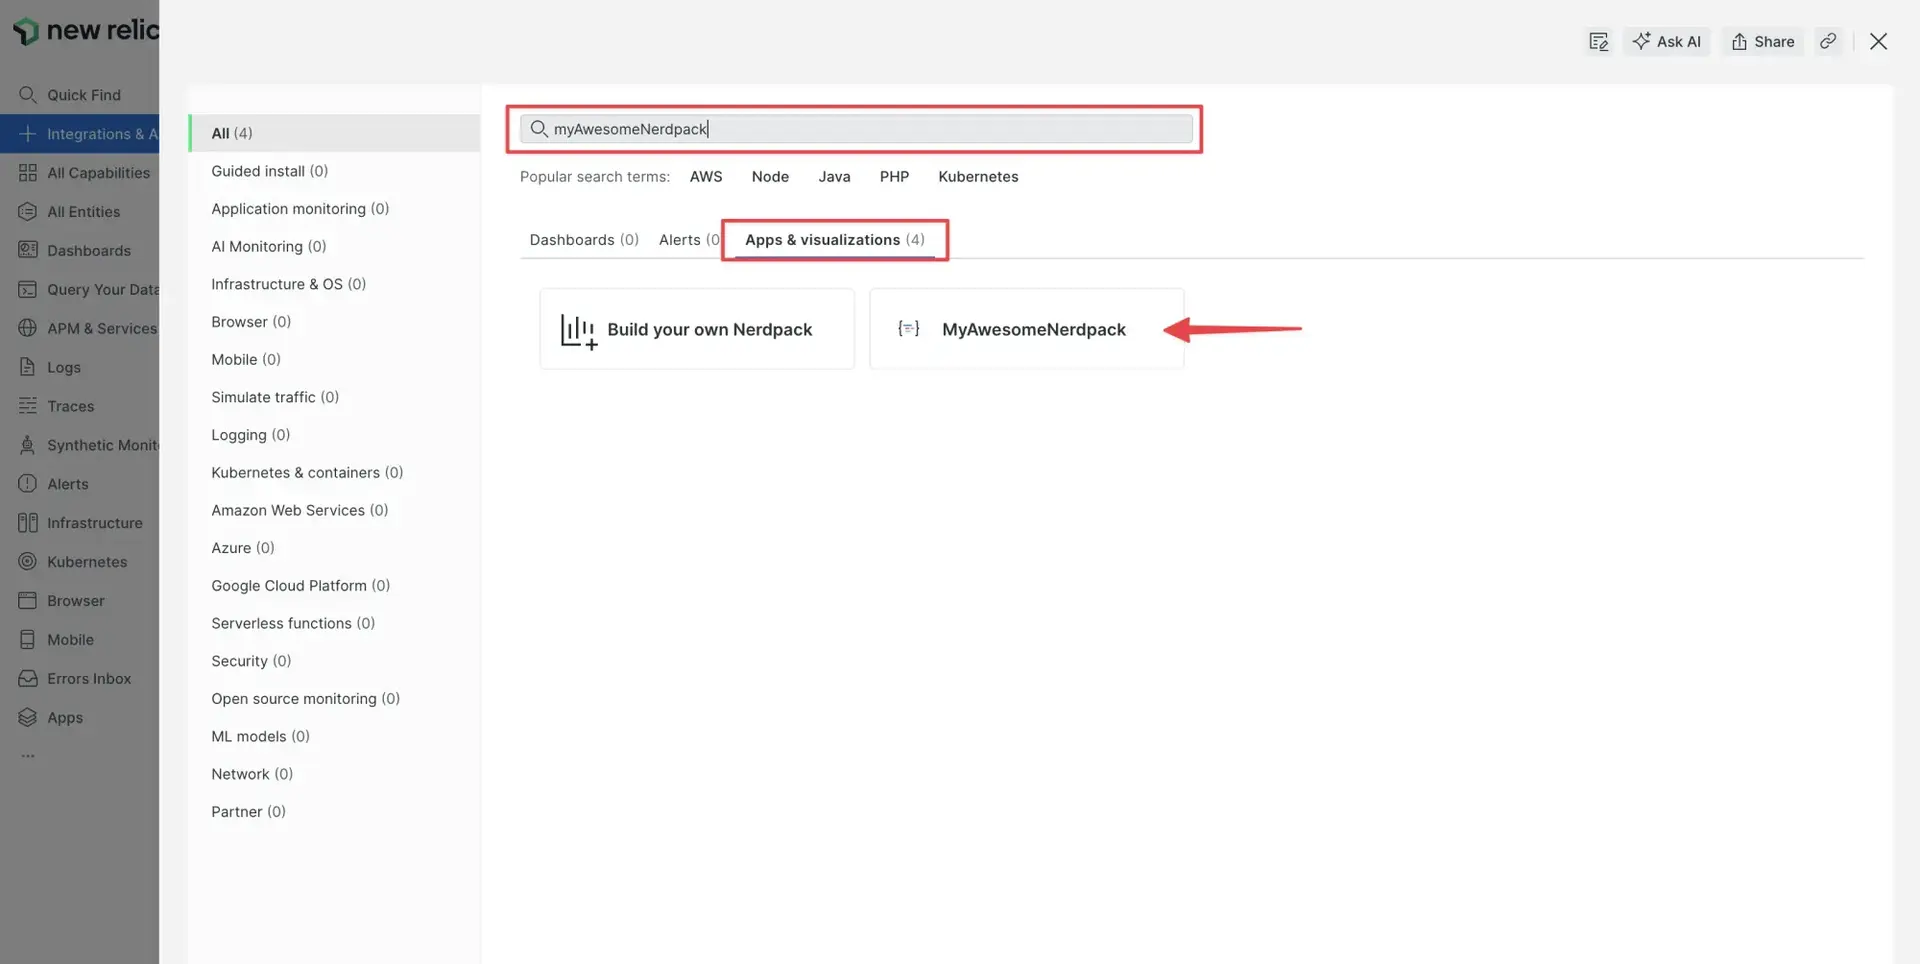 new relic
Quick Find
Integrations & A
All Capabilities
All Entities
Dashboards
Query Your Data
APM & Services
Logs
Traces
Synthetic Monit
Alerts
Infrastructure
Kubernetes
Browser
Mobile
Errors Inbox
Apps
...
Ask AI
Share
All (4)
Guided install (0)
Application monitoring (0)
AI Monitoring (0)
Infrastructure & OS (0)
Browser (0)
Mobile (0)
Simulate traffic (0)
Logging (0)
Kubernetes & containers (0)
Amazon Web Services (0)
Azure (0)
Google Cloud Platform (0)
Serverless functions (0)
Security (0)
Open source monitoring (0)
ML models (0)
Network (0)
Partner (0)
myAwesomeNerdpack
Popular search terms: AWS Node Java PHP Kubernetes
Dashboards (0) Alerts (0 Apps & visualizations (4)
Build your own Nerdpack
MyAwesomeNerdpack